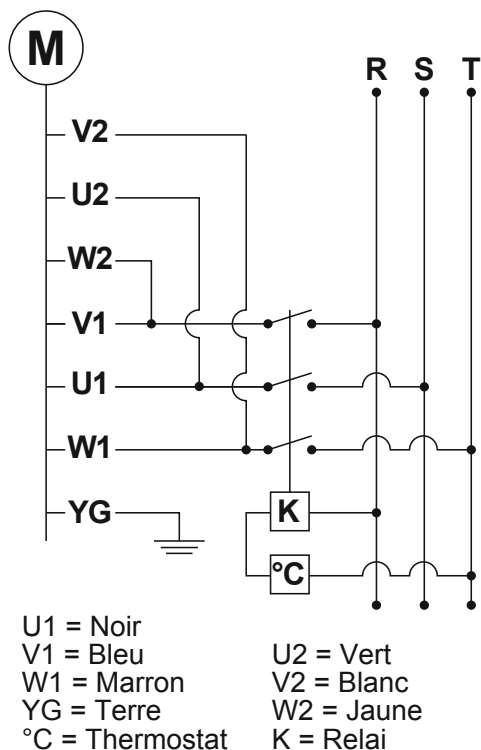 M
R S T
V2
U2
W2
V1
U1
W1
YG
K
°C
U1 = Noir
V1 = Bleu
W1 = Marron
YG = Terre
°C = Thermostat
U2 = Vert
V2 = Blanc
W2 = Jaune
K = Relai